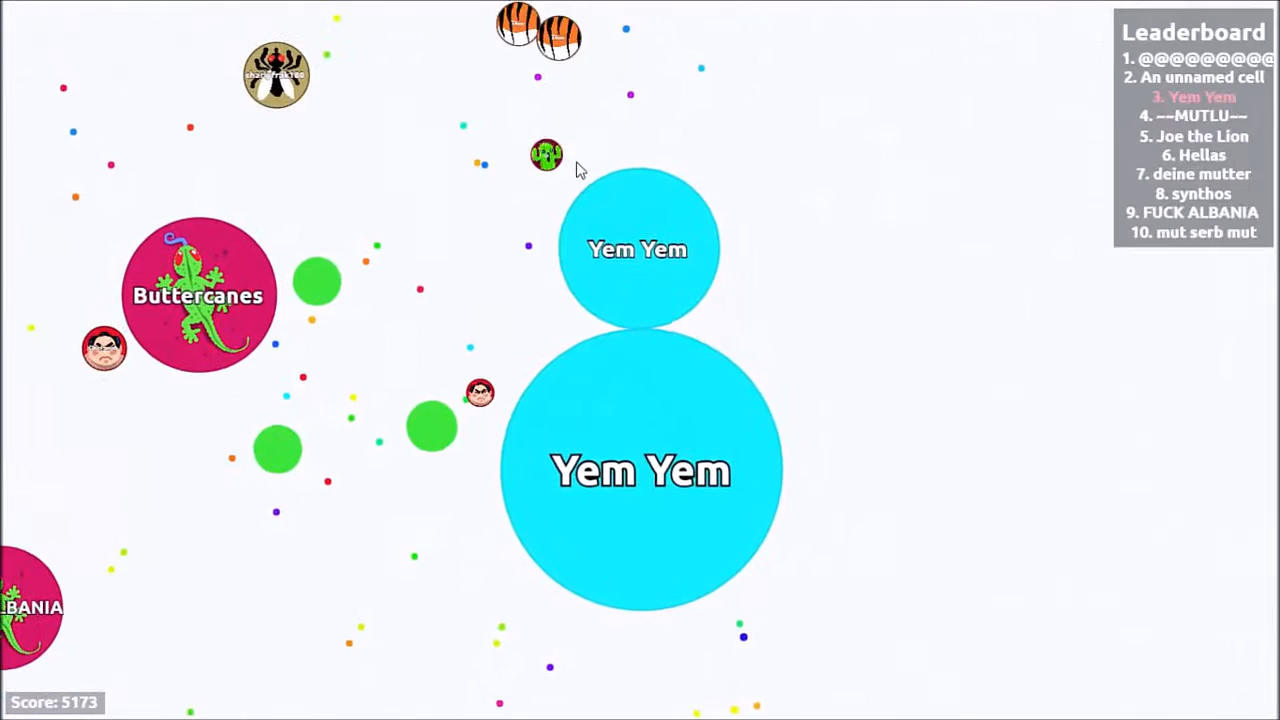 Leaderboard
1. @@@@@@@@@
2. An unnamed cell
3. Yem Yem
4. ~~MUTLU~~
5. Joe the Lion
6. Hellas
7. deine mutter
8. synthos
9. FUCK ALBANIA
10. mut serb mut
Yem Yem
Buttercanes
Yem Yem
LBANIA
Score: 5173